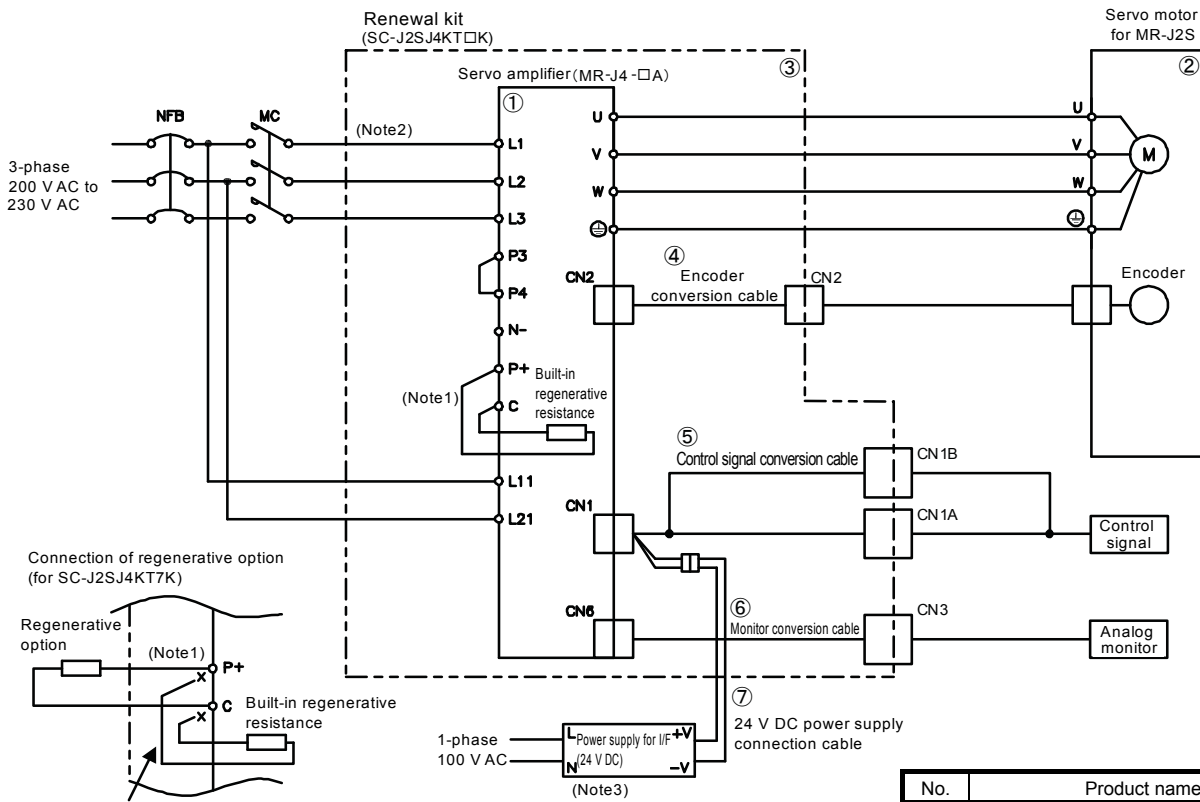 Renewal kit
(SC-J2SJ4KT□K)
Servo motor
for MR-J2S
②
③
Servo amplifier(MR-J4 -□A)
①
NFB
MC
(Note2)
3-phase
200 V AC to
230 V AC
L1
L2
L3
P3
P4
N-
P+
C
Built-in
regenerative
resistance
(Note1)
L11
L21
U
V
W
U
V
W
M
CN2
④
Encoder
conversion cable
CN2
Encoder
⑤
Control signal conversion cable
CN1B
CN1
CN1A
Control
signal
CN6
⑥
Monitor conversion cable
CN3
Analog
monitor
Connection of regenerative option
(for SC-J2SJ4KT7K)
Regenerative
option
(Note1)
P+
C
Built-in regenerative
resistance
x
x
⑦
24 V DC power supply
connection cable
1-phase
100 V AC
L
N
Power supply for I/F
(24 V DC)
+V
-V
(Note3)
No. Product name